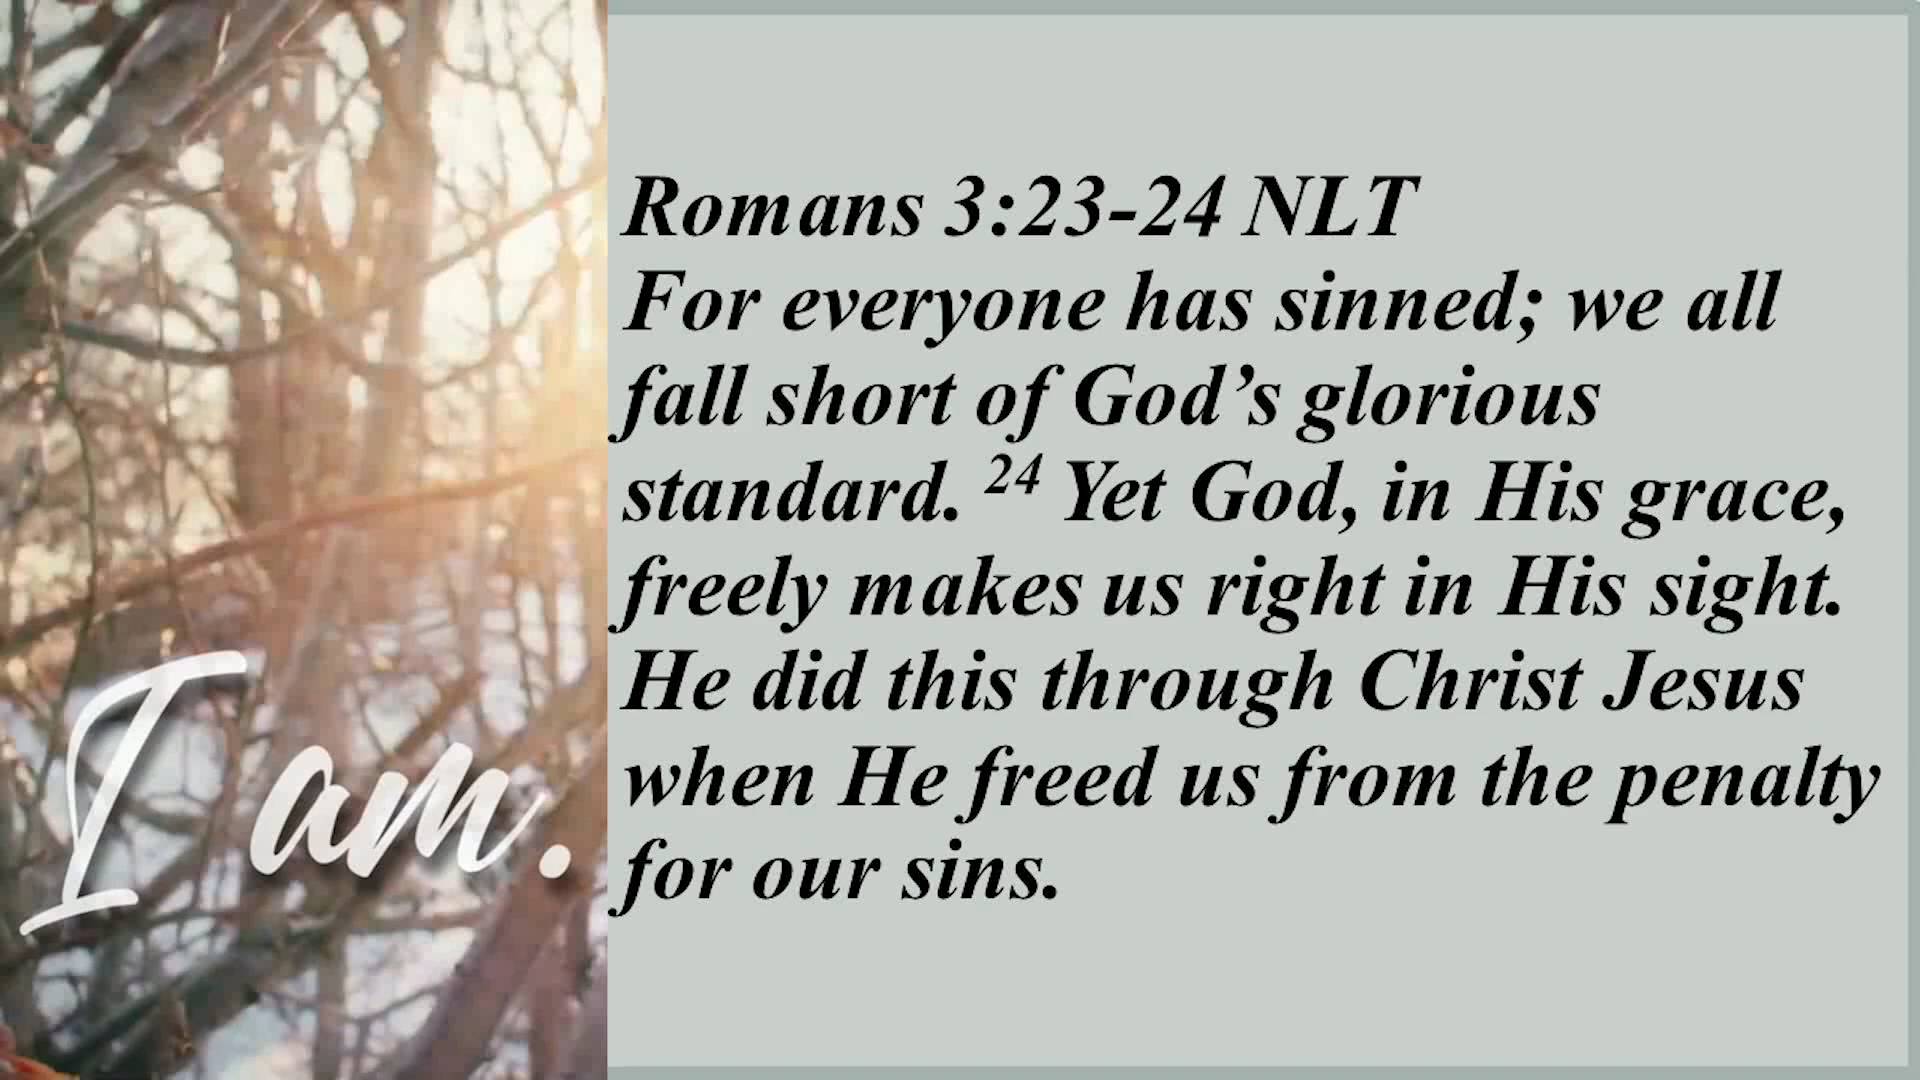 I am.
Romans 3:23-24 NLT
For everyone has sinned; we all
fall short of God’s glorious
standard. 24 Yet God, in His grace,
freely makes us right in His sight.
He did this through Christ Jesus
when He freed us from the penalty
for our sins.